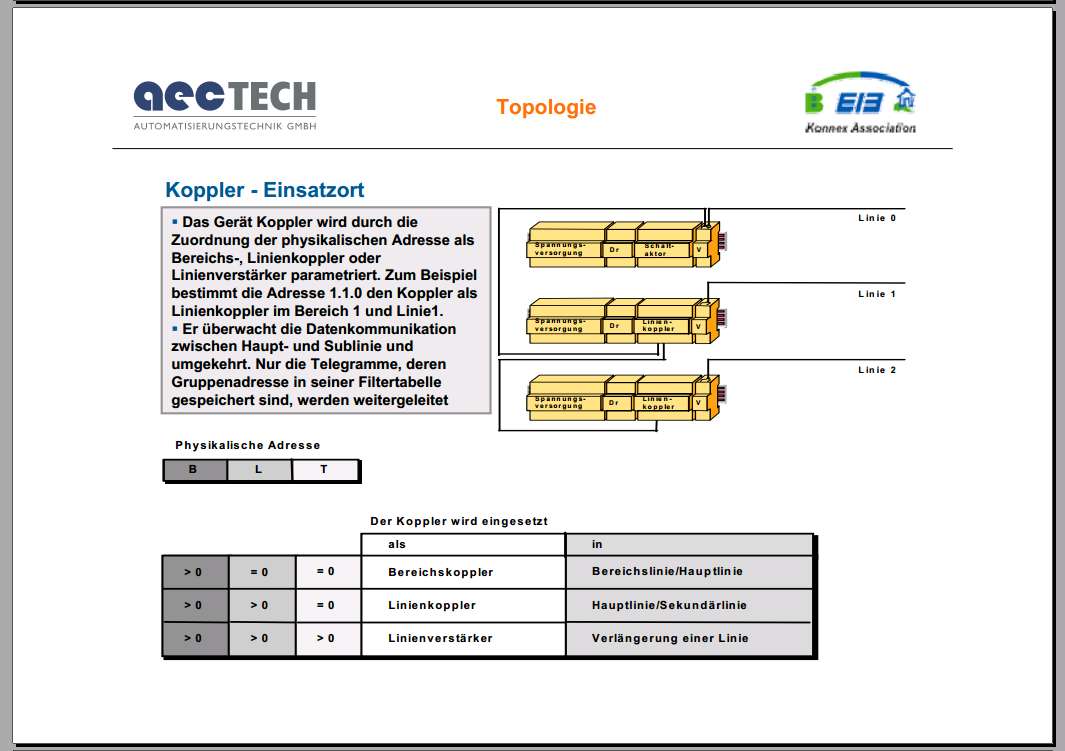 aecTECH
AUTOMATISIERUNGSTECHNIK GMBH
Topologie
B EIB
Konnex Association
Koppler - Einsatzort
▪ Das Gerät Koppler wird durch die
Zuordnung der physikalischen Adresse als
Bereichs-, Linienkoppler oder
Linienverstärker parametriert. Zum Beispiel
bestimmt die Adresse 1.1.0 den Koppler als
Linienkoppler im Bereich 1 und Linie1.
▪ Er überwacht die Datenkommunikation
zwischen Haupt- und Sublinie und
umgekehrt. Nur die Telegramme, deren
Gruppenadresse in seiner Filtertabelle
gespeichert sind, werden weitergeleitet
Linie 0
Spannungs-
versorgung
Dr
Schalt-
aktor
V
Linie 1
Spannungs-
versorgung
Dr
Linien-
koppler
V
Linie 2
Spannungs-
versorgung
Dr
Linien-
koppler
V
Physikalische Adresse
B L T
Der Koppler wird eingesetzt
als in
> 0 = 0 = 0 Bereichskoppler Bereichslinie/Hauptlinie
> 0 > 0 = 0 Linienkoppler Hauptlinie/Sekundärlinie
> 0 > 0 > 0 Linienverstärker Verlängerung einer Linie